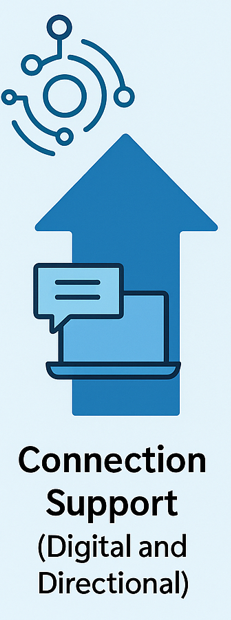 Connection
Support
(Digital and
Directional)